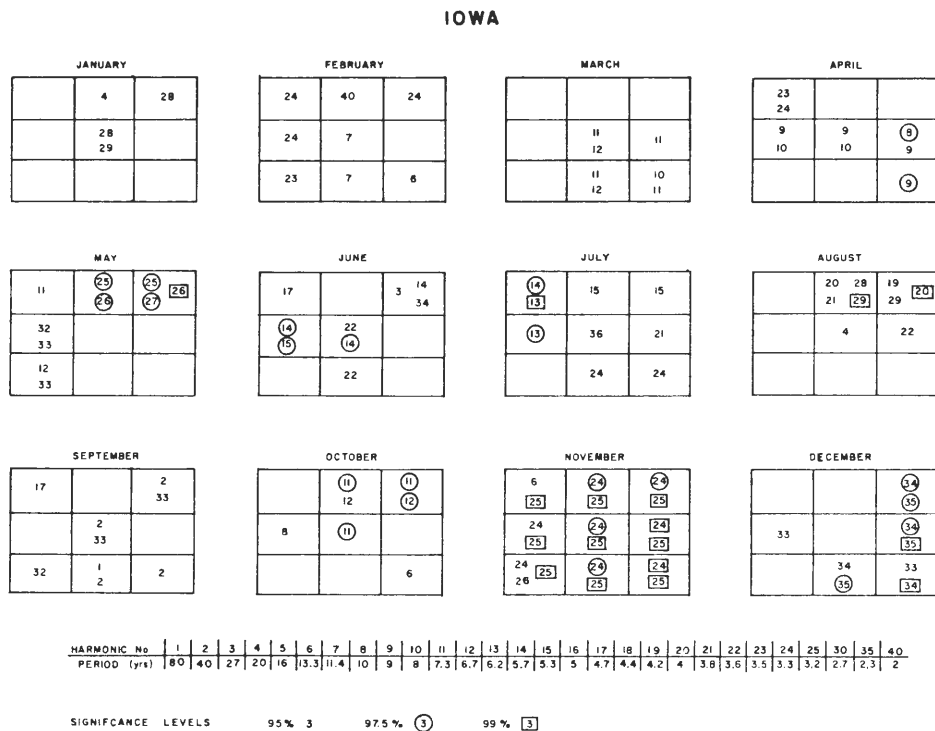 IOWA
JANUARY FEBRUARY MARCH APRIL
4 28 24 40 24 23
24
28 24 7 11 11 9 9 8
29 12 10 10 9
23 7 6 11 10 9
12 11
MAY JUNE JULY AUGUST
11 25 25 26 17 3 14 14 15 15 20 28 19 20
26 27 34 13 21 29 29
32 14 22 13 36 21 4 22
33 15 14
12 22 24 24
33
SEPTEMBER OCTOBER NOVEMBER DECEMBER
17 2 11 11 6 24 24 34
33 12 12 25 25 25 35
2 8 11 24 24 24 33 34
33 25 25 25 35
32 1 2 6 24 25 24 24 34 33
2 26 25 25 35 34
HARMONIC No 1 2 3 4 5 6 7 8 9 10 11 12 13 14 15 16 17 18 19 20 21 22 23 24 25 30 35 40
PERIOD (yrs) 80 40 27 20 16 13.3 11.4 10 9 8 7.3 6.7 6.2 5.7 5.3 5 4.7 4.4 4.2 4 3.8 3.6 3.5 3.3 3.2 2.7 2.3 2
SIGNIFCANCE LEVELS 95% 3 97.5% 3 99% 3